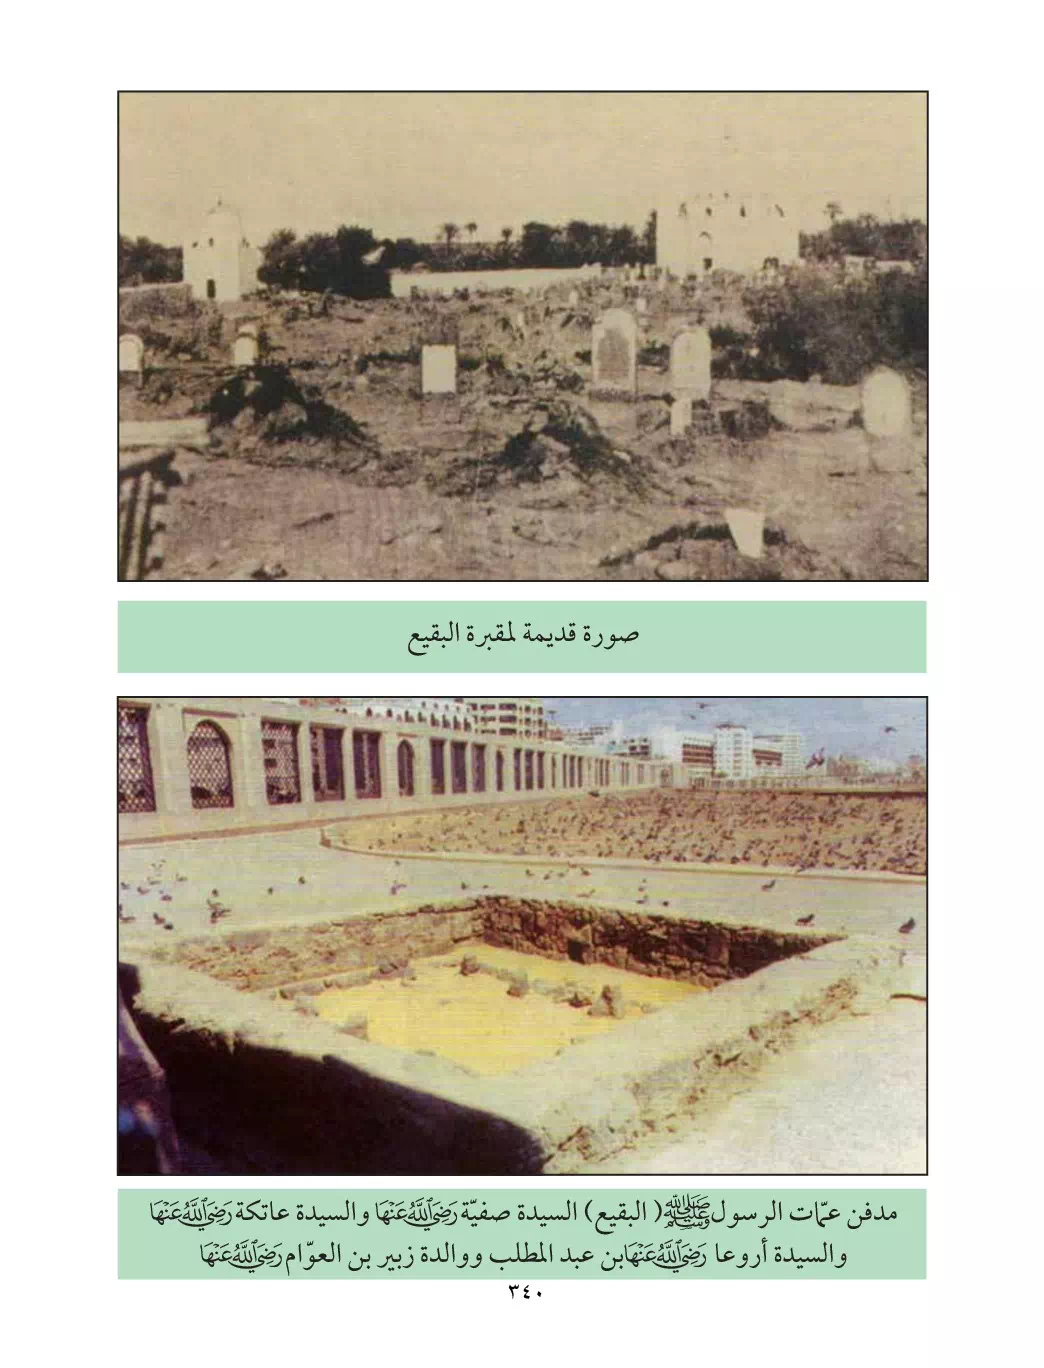 صورة قديمة لمقبرة البقيع
مدفن عمّات الرسول ﷺ ( البقيع) السيدة صفيّة رَضِيَ اللَّهُ عَنْهَا والسيدة عاتكة رَضِيَ اللَّهُ عَنْهَا
والسيدة أروعا رَضِيَ اللَّهُ عَنْهَا بن عبد المطلب ووالدة زبير بن العوّام رَضِيَ اللَّهُ عَنْهَا
٣٤٠